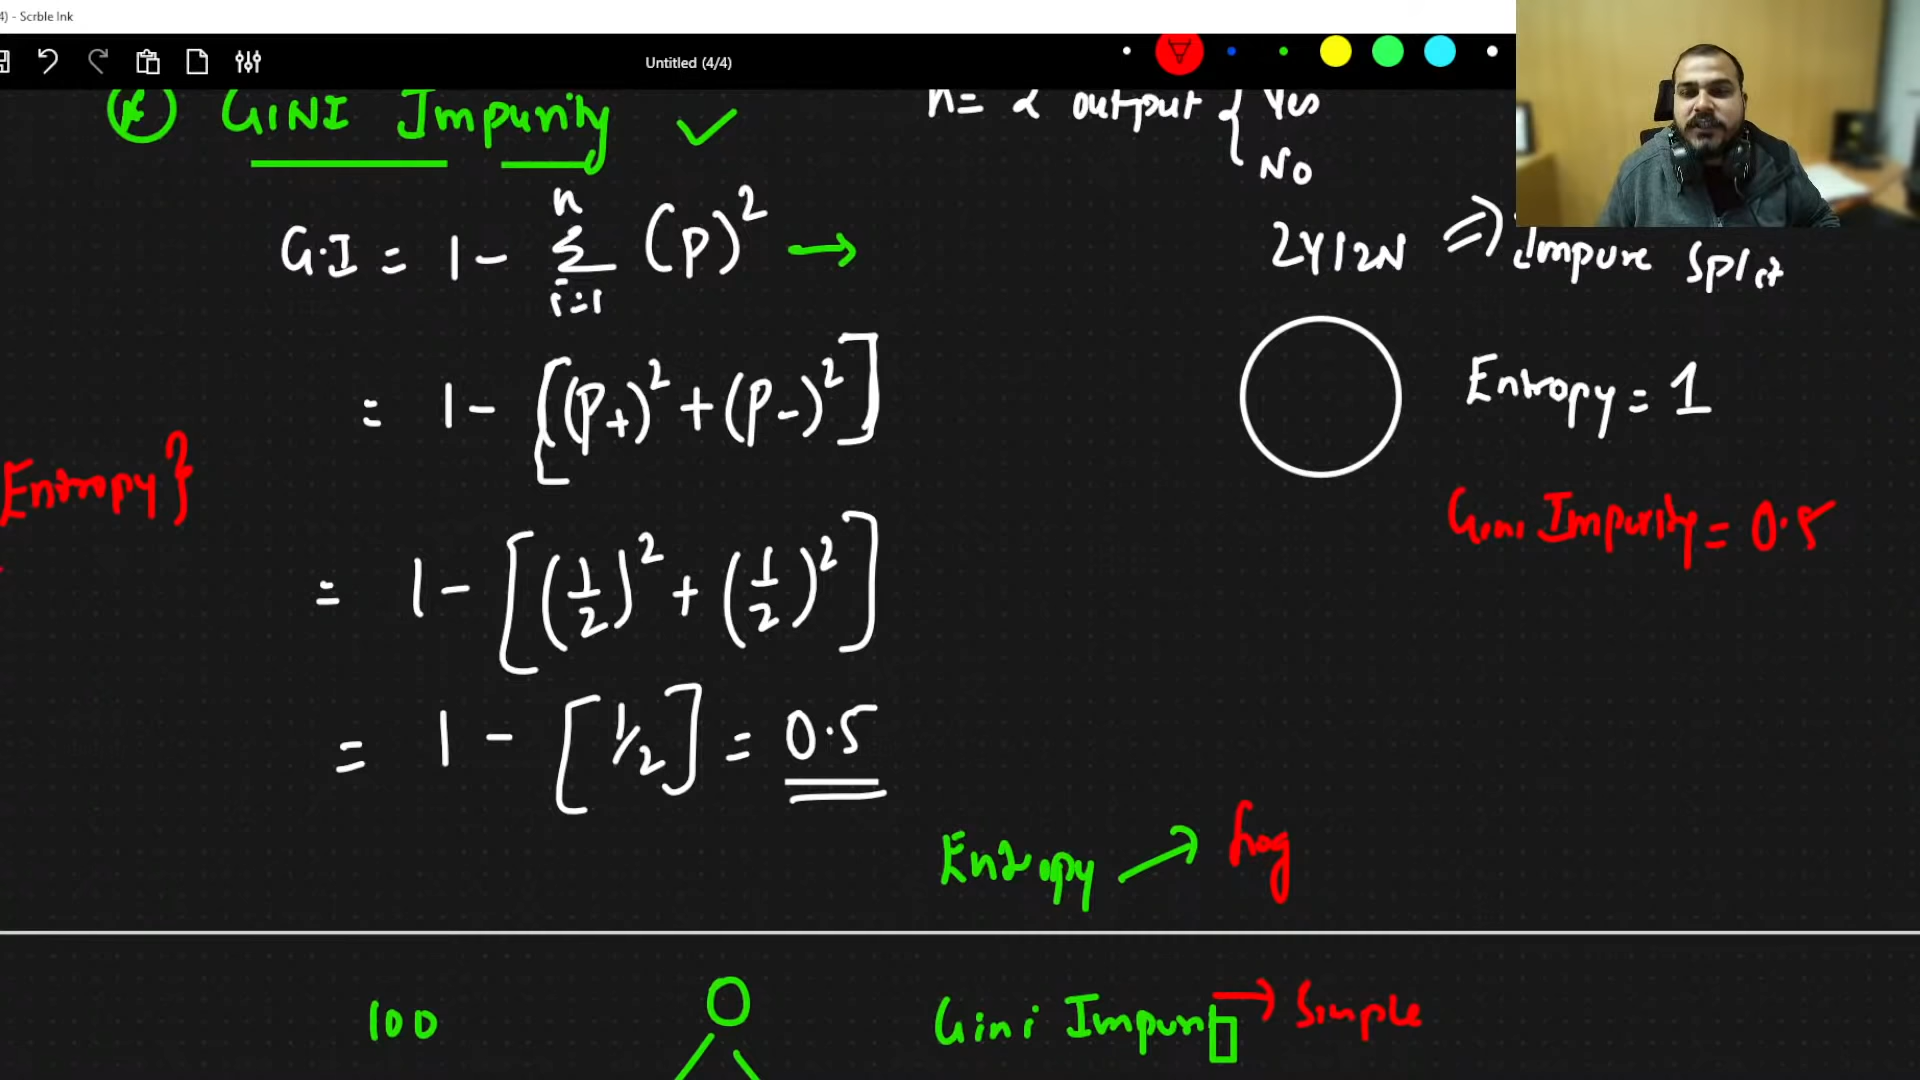 4) - Scrble Ink
Untitled (4/4)
GINI Impurity ✓
n = 2 output { Yes
No
G.I = 1 - n Σ i=1 (p)² →
2Y|2N ⇒ Impure Split
= 1 - [(p+)² + (p-)²]
Entropy = 1
Entropy}
Gini Impurity = 0.5
= 1 - [(1/2)² + (1/2)²]
= 1 - [1/2] = 0.5
Entropy → log
100
Gini Impurit → Simple